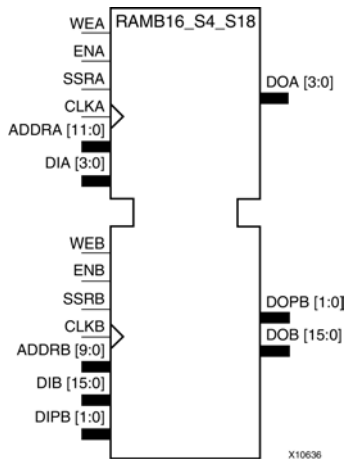 RAMB16_S4_S18
WEA
ENA
SSRA
CLKA
ADDRA [11:0]
DIA [3:0]
DOA [3:0]
WEB
ENB
SSRB
CLKB
ADDRB [9:0]
DIB [15:0]
DIPB [1:0]
DOPB [1:0]
DOB [15:0]
X10636